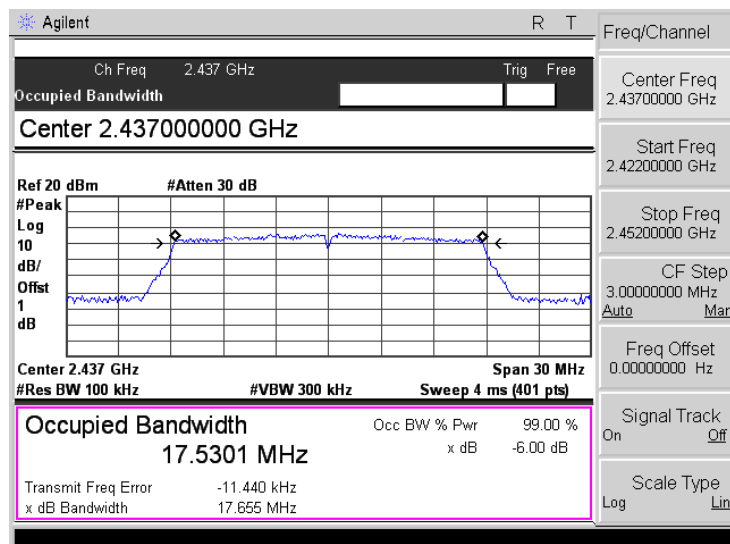 Agilent R T
Ch Freq 2.437 GHz Trig Free
Occupied Bandwidth
Center 2.437000000 GHz
Ref 20 dBm #Atten 30 dB
#Peak
Log
10
dB/
Offst
1
dB
Center 2.437 GHz Span 30 MHz
#Res BW 100 kHz #VBW 300 kHz Sweep 4 ms (401 pts)
Occupied Bandwidth
17.5301 MHz
Occ BW % Pwr 99.00 %
x dB -6.00 dB
Transmit Freq Error -11.440 kHz
x dB Bandwidth 17.655 MHz
Freq/Channel
Center Freq
2.43700000 GHz
Start Freq
2.42200000 GHz
Stop Freq
2.45200000 GHz
CF Step
3.00000000 MHz
Auto Man
Freq Offset
0.00000000 Hz
Signal Track
On Off
Scale Type
Log Lin